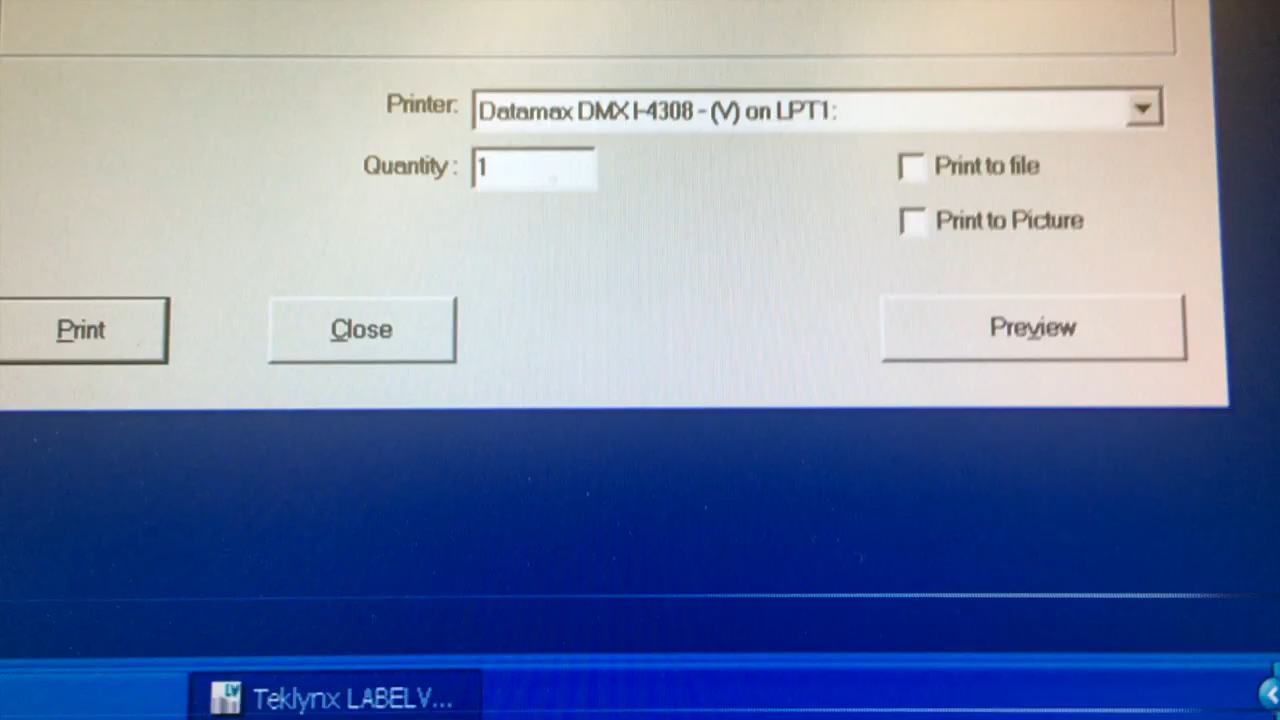 Printer: Datamax DMX I-4308 - (V) on LPT1:
Quantity : 1
Print to file
Print to Picture
Print
Close
Preview
LV
Teklynx LABELV...